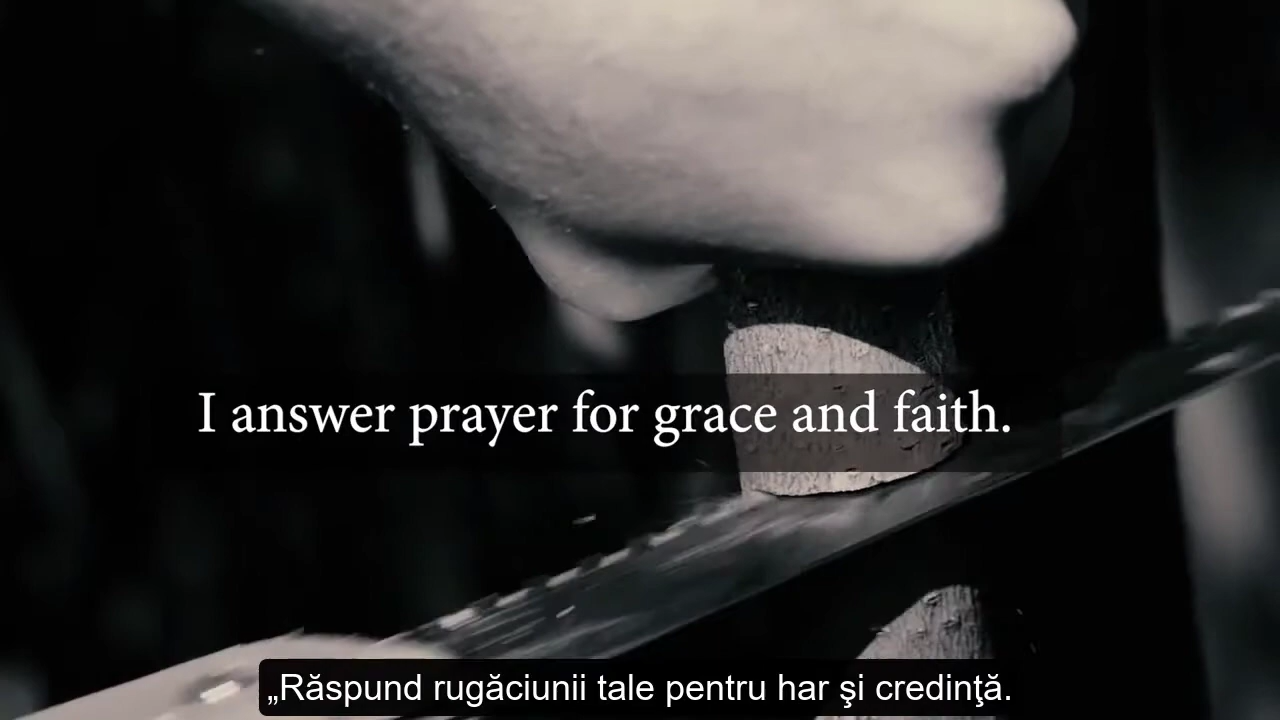 I answer prayer for grace and faith.
„Răspund rugăciunii tale pentru har şi credinţă.